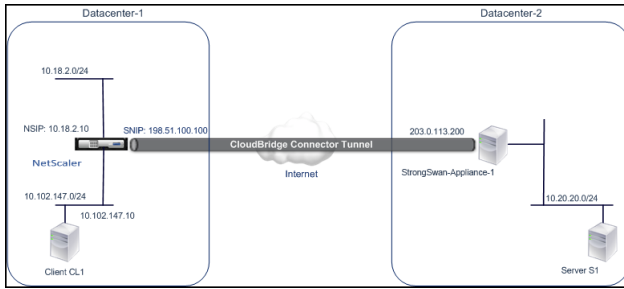 Datacenter-1
Datacenter-2
10.18.2.0/24
NSIP: 10.18.2.10
SNIP: 198.51.100.100
203.0.113.200
CloudBridge Connector Tunnel
NetScaler
Internet
StrongSwan-Appliance-1
10.102.147.0/24
10.102.147.10
10.20.20.0/24
Client CL1
Server S1